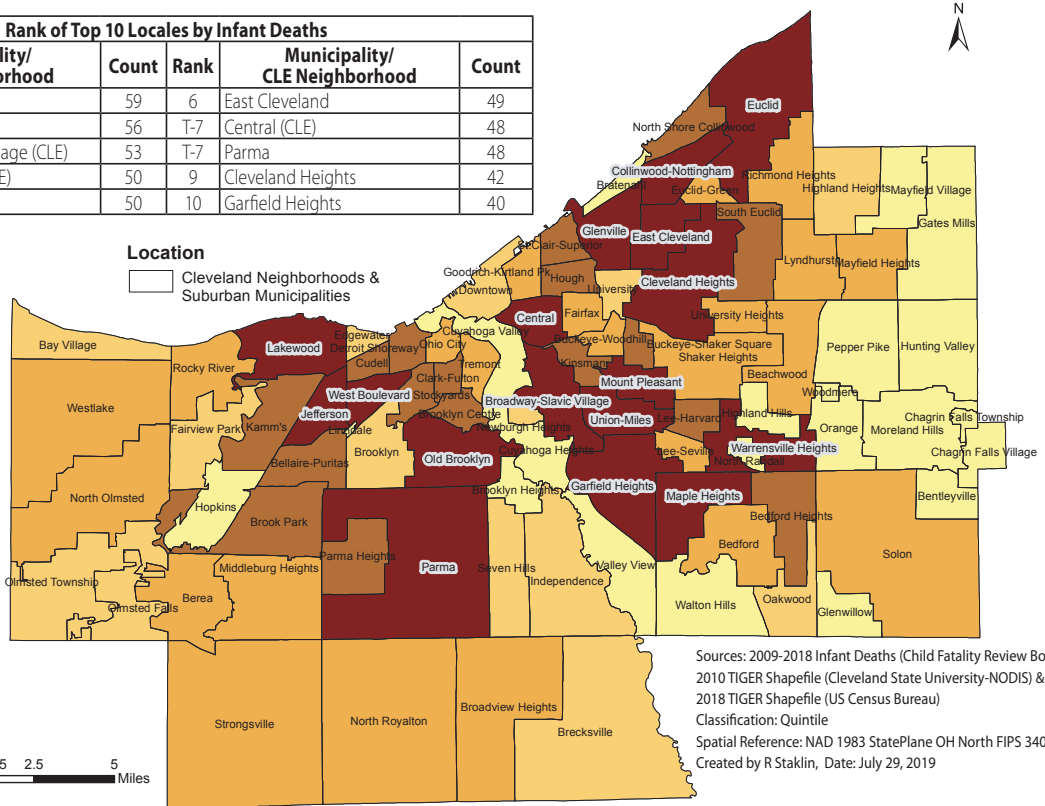 Rank of Top 10 Locales by Infant Deaths
Count Rank Municipality/ CLE Neighborhood Count
59 6 East Cleveland 49
56 T-7 Central (CLE) 48
(CLE) 53 T-7 Parma 48
50 9 Cleveland Heights 42
50 10 Garfield Heights 40
N
Location
Cleveland Neighborhoods &
Suburban Municipalities
Euclid
North Shore Collinwood
Collinwood-Nottingham
Richmond Heights
Bratenahl
Euclid-Green
Highland Heights
Mayfield Village
South Euclid
Gates Mills
Glenville
East Cleveland
St.Clair-Superior
Lyndhurst
Mayfield Heights
Goodrich-Kirtland Pk
Hough
Cleveland Heights
Downtown
University
Central
Fairfax
University Heights
Cuyahoga Valley
Edgewater
Ohio City
Detroit Shoreway
Buckeye-Woodhill
Buckeye-Shaker Square
Bay Village
Lakewood
Shaker Heights
Pepper Pike
Hunting Valley
Cudell
Tremont
Kinsman
Rocky River
Clark-Fulton
Mount Pleasant
Beachwood
West Boulevard
Stockyards
Woodmere
Westlake
Broadway-Slavic Village
Jefferson
Brooklyn Centre
Union-Miles
Lee-Harvard
Highland Hills
Chagrin Falls Township
Fairview Park
Kamm's
Linndale
Newburgh Heights
Orange
Moreland Hills
Brooklyn
Cuyahoga Heights
Lee-Seville
Warrensville Heights
Chagrin Falls Village
Bellaire-Puritas
Old Brooklyn
North Randall
Brooklyn Heights
Garfield Heights
Maple Heights
North Olmsted
Bentleyville
Hopkins
Brook Park
Bedford Heights
Bedford
Parma Heights
Solon
Middleburg Heights
Parma
Seven Hills
Valley View
Olmsted Township
Independence
Berea
Oakwood
Olmsted Falls
Walton Hills
Glenwillow
Strongsville
North Royalton
Broadview Heights
Brecksville
Sources: 2009-2018 Infant Deaths (Child Fatality Review
2010 TIGER Shapefile (Cleveland State University-NODIS) &
2018 TIGER Shapefile (US Census Bureau)
Classification: Quintile
Spatial Reference: NAD 1983 StatePlane OH North FIPS
Created by R Staklin, Date: July 29, 2019
2.5 5
Miles